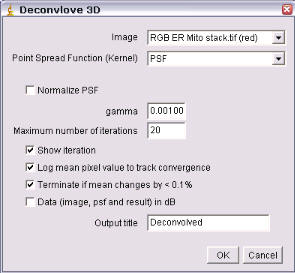 Deconvlove 3D
Image RGB ER Mito stack.tif (red)
Point Spread Function (Kernel) PSF
Normalize PSF
gamma 0.00100
Maximum number of iterations 20
Show iteration
Log mean pixel value to track convergence
Terminate if mean changes by < 0.1%
Data (image, psf and result) in dB
Output title Deconvolved
OK Cancel